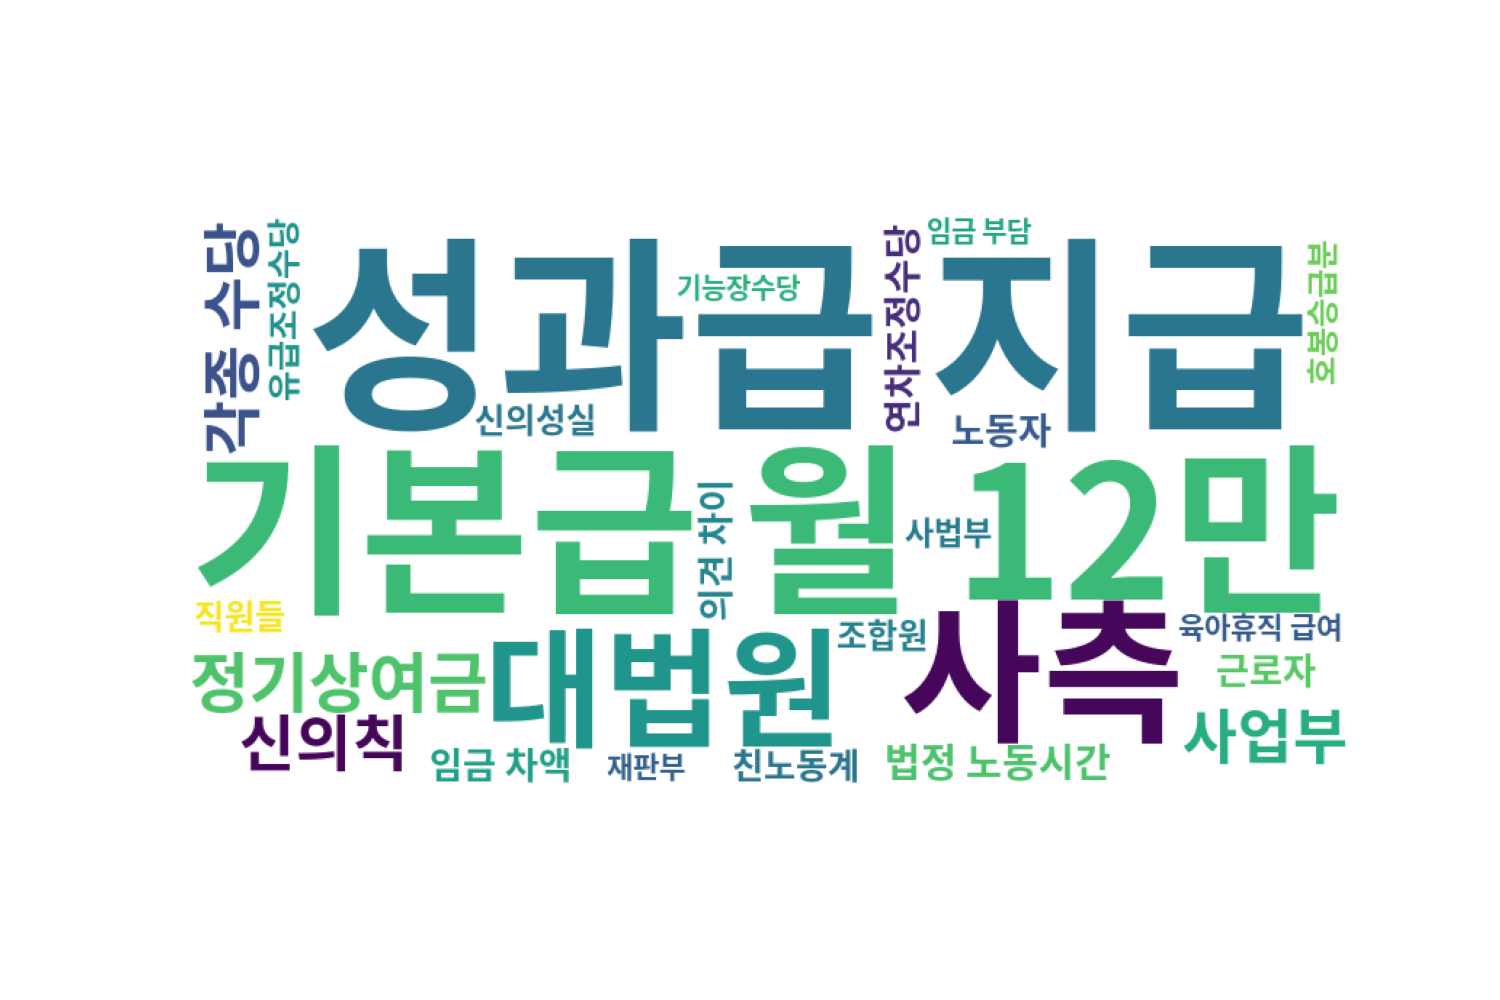 각종 수당
유급조정수당
성과급 지급
기능장수당
연차조정수당
임금 부담
호봉승급분
신의성실
노동자
기본급 월 12만
의견 차이
사법부
직원들
정기상여금
대법원
조합원
사측
육아휴직 급여
근로자
신의칙
임금 차액
재판부
친노동계
법정 노동시간
사업부